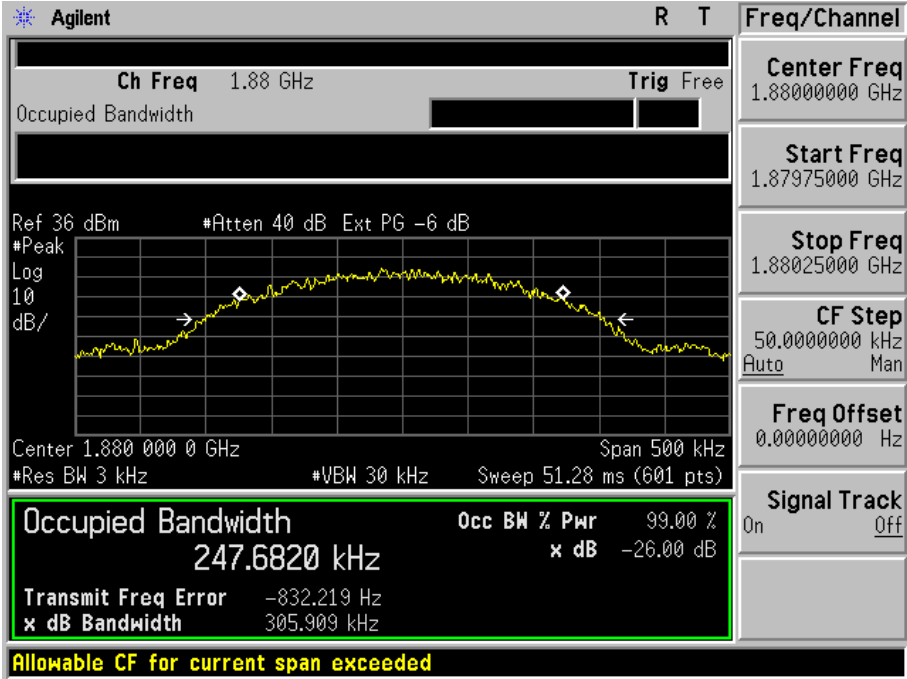 Agilent R T Freq/Channel
Ch Freq 1.88 GHz Trig Free
Occupied Bandwidth
Center Freq
1.88000000 GHz
Start Freq
1.87975000 GHz
Stop Freq
1.88025000 GHz
CF Step
50.0000000 kHz
Auto Man
Freq Offset
0.00000000 Hz
Signal Track
On Off
Ref 36 dBm #Atten 40 dB Ext PG -6 dB
#Peak
Log
10
dB/
Center 1.880 000 0 GHz Span 500 kHz
#Res BW 3 kHz #VBW 30 kHz Sweep 51.28 ms (601 pts)
Occupied Bandwidth Occ BW % Pwr 99.00 %
247.6820 kHz x dB -26.00 dB
Transmit Freq Error -832.219 Hz
x dB Bandwidth 305.909 kHz
Allowable CF for current span exceeded